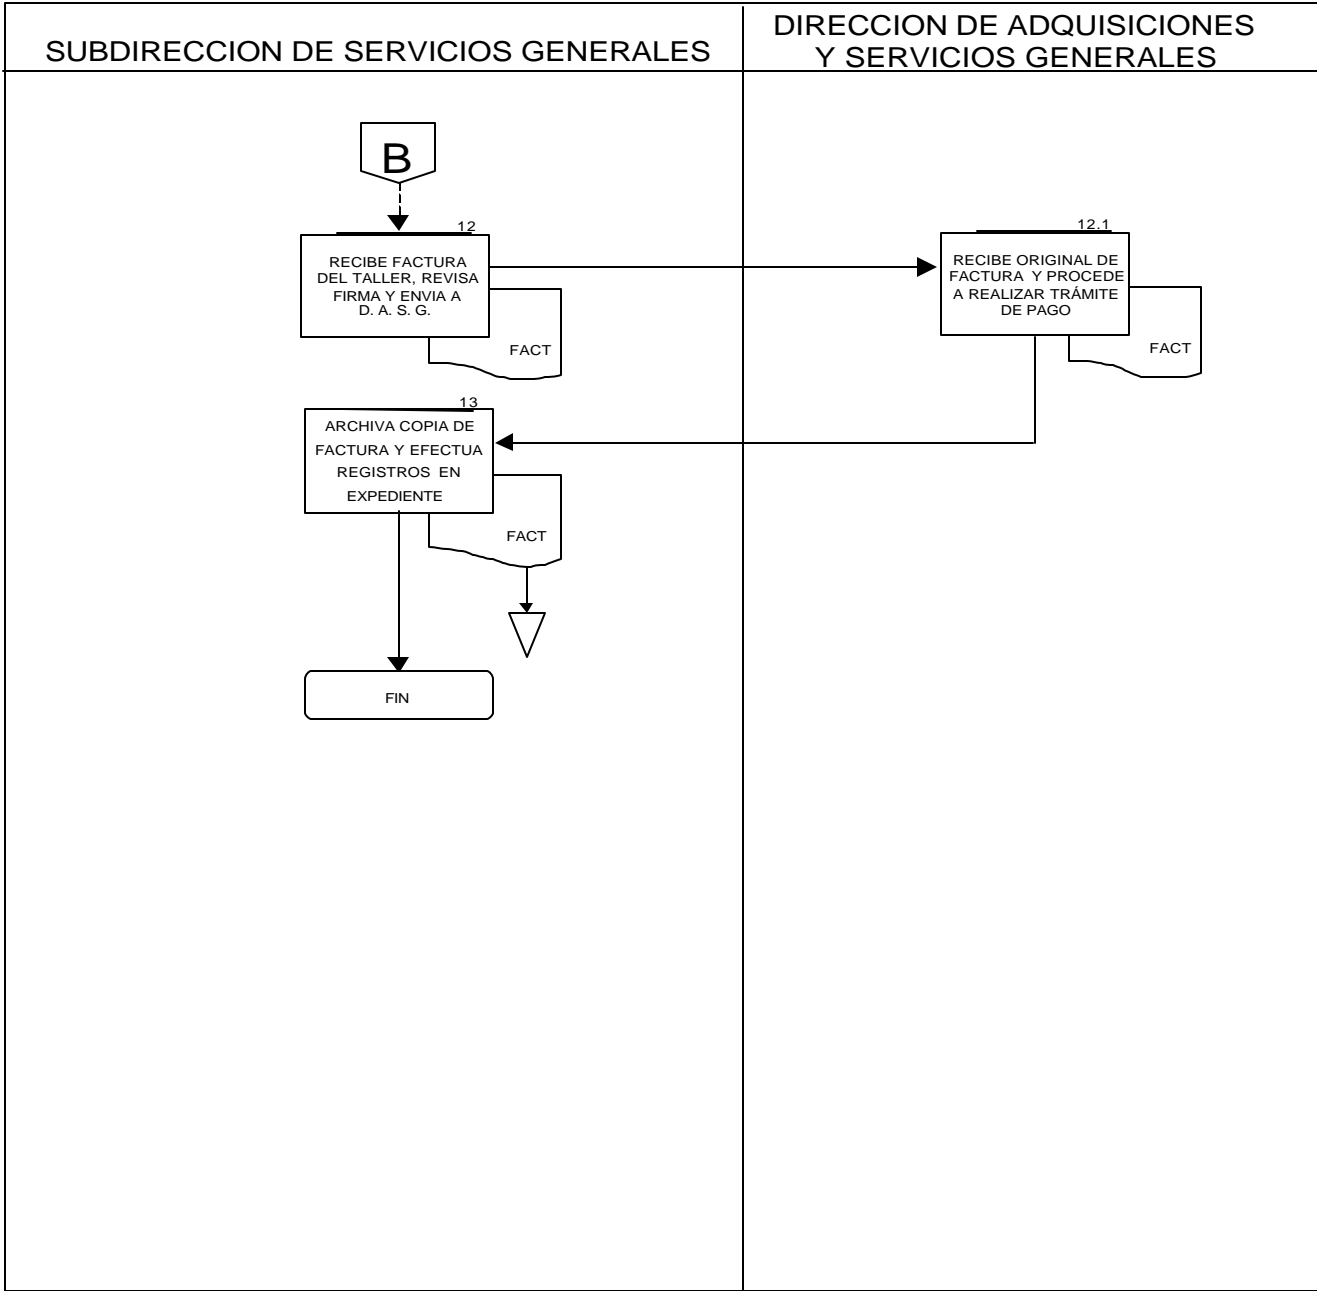 SUBDIRECCION DE SERVICIOS GENERALES
DIRECCION DE ADQUISICIONES
Y SERVICIOS GENERALES
B
12
RECIBE FACTURA
DEL TALLER, REVISA
FIRMA Y ENVIA A
D. A. S. G.
FACT
12.1
RECIBE ORIGINAL DE
FACTURA Y PROCEDE
A REALIZAR TRÁMITE
DE PAGO
FACT
13
ARCHIVA COPIA DE
FACTURA Y EFECTUA
REGISTROS EN
EXPEDIENTE
FACT
FIN